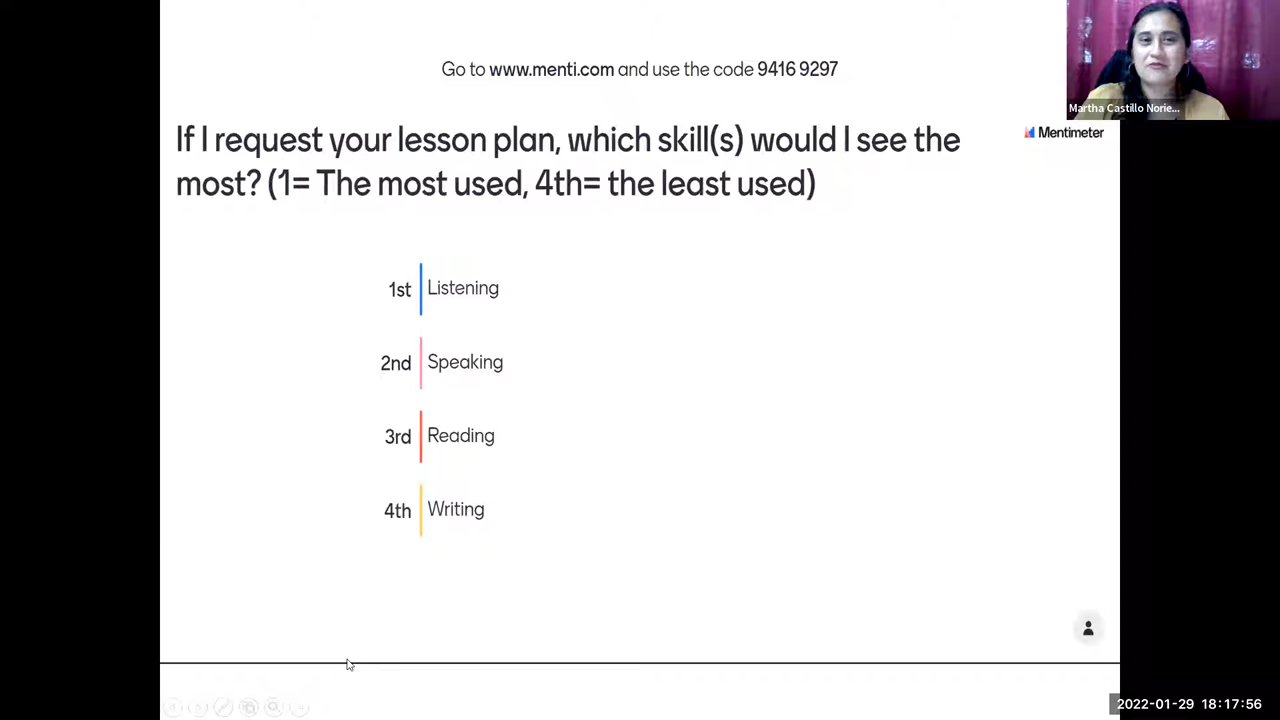 Go to www.menti.com and use the code 9416 9297
Martha Castillo Norie...
Mentimeter
If I request your lesson plan, which skill(s) would I see the
most? (1= The most used, 4th= the least used)
1st Listening
2nd Speaking
3rd Reading
4th Writing
2022-01-29 18:17:56